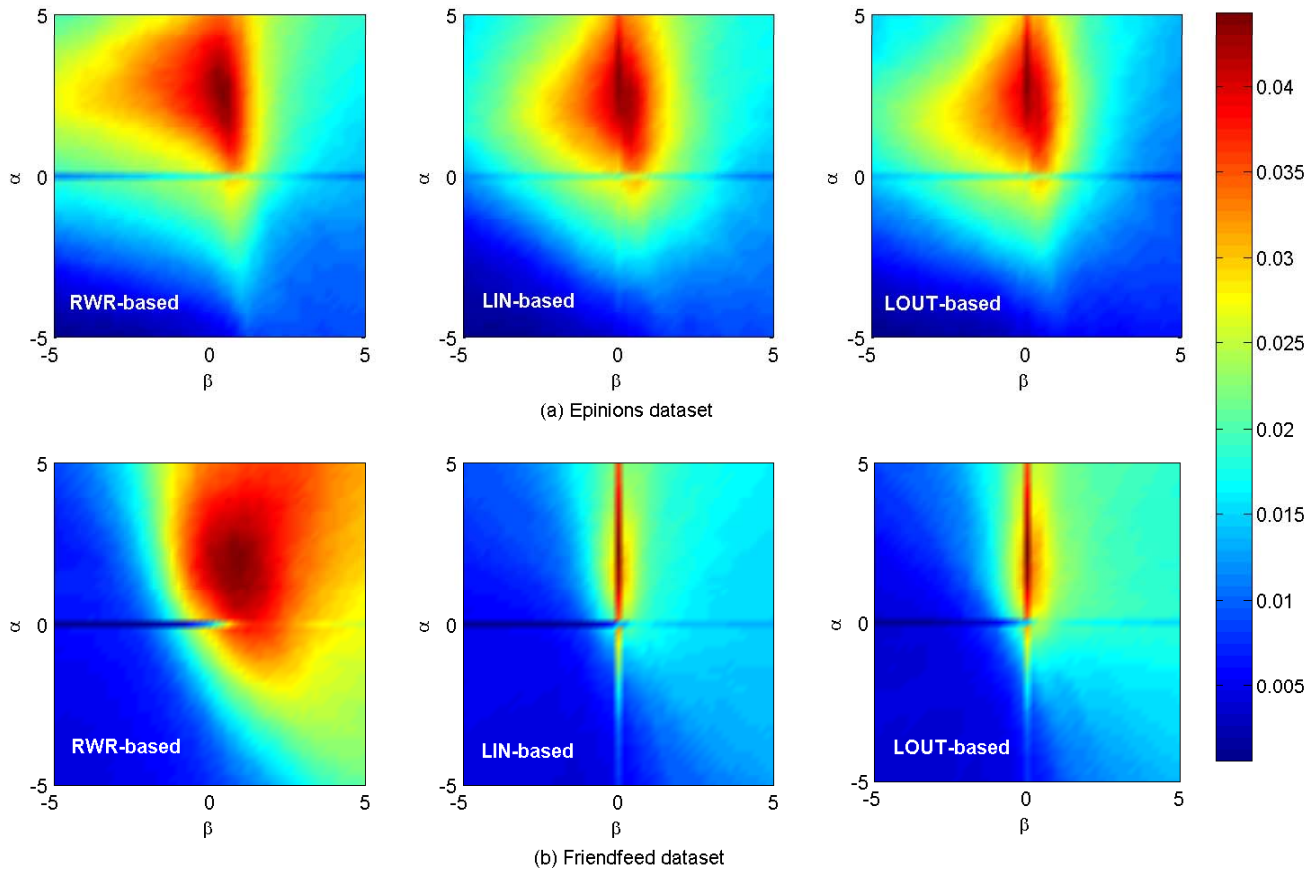 5
α
0
RWR-based
-5
-5
0
5
β
LIN-based
5
α
0
-5
-5
0
5
β
5
α
0
LOUT-based
-5
-5
0
5
β
0.04
0.035
0.03
0.025
0.02
0.015
0.01
0.005
(a) Epinions dataset
5
α
0
RWR-based
-5
-5
0
5
β
5
α
0
LIN-based
-5
-5
0
5
β
5
α
0
LOUT-based
-5
-5
0
5
β
(b) Friendfeed dataset